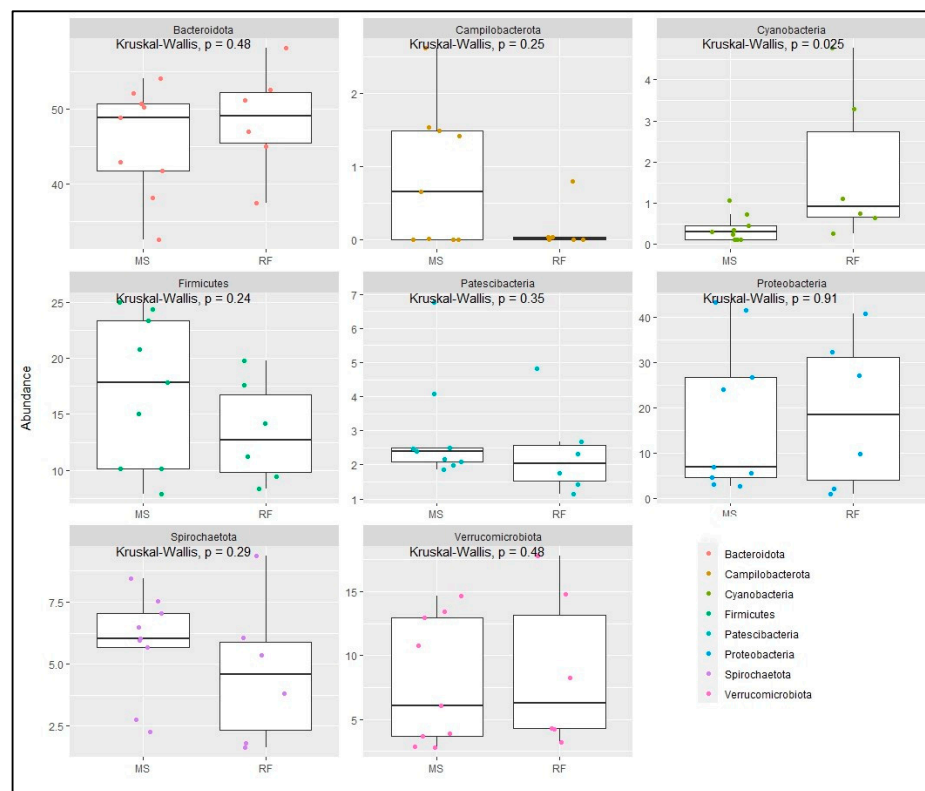 Bacteroidota
Campilobacterota
Cyanobacteria
Kruskal-Wallis, p = 0.48
Kruskal-Wallis, p = 0.25
Kruskal-Wallis, p = 0.025
50
40
2
1
0
4
3
2
1
0
MS
RF
MS
RF
MS
RF
Firmicutes
Patescibacteria
Proteobacteria
Kruskal-Wallis, p = 0.24
Kruskal-Wallis, p = 0.35
Kruskal-Wallis, p = 0.91
Abundance
25
20
15
10
7
6
5
4
3
2
1
40
30
20
10
0
MS
RF
MS
RF
MS
RF
Spirochaetota
Verrucomicrobiota
Kruskal-Wallis, p = 0.29
Kruskal-Wallis, p = 0.48
7.5
5.0
2.5
15
10
5
MS
RF
MS
RF
Bacteroidota
Campilobacterota
Cyanobacteria
Firmicutes
Patescibacteria
Proteobacteria
Spirochaetota
Verrucomicrobiota